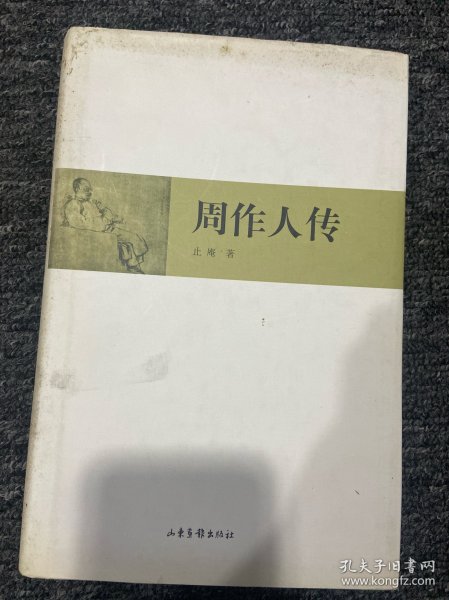 周作人传
止庵 著
山东画报出版社
孔夫子旧书网
www.kongfz.com